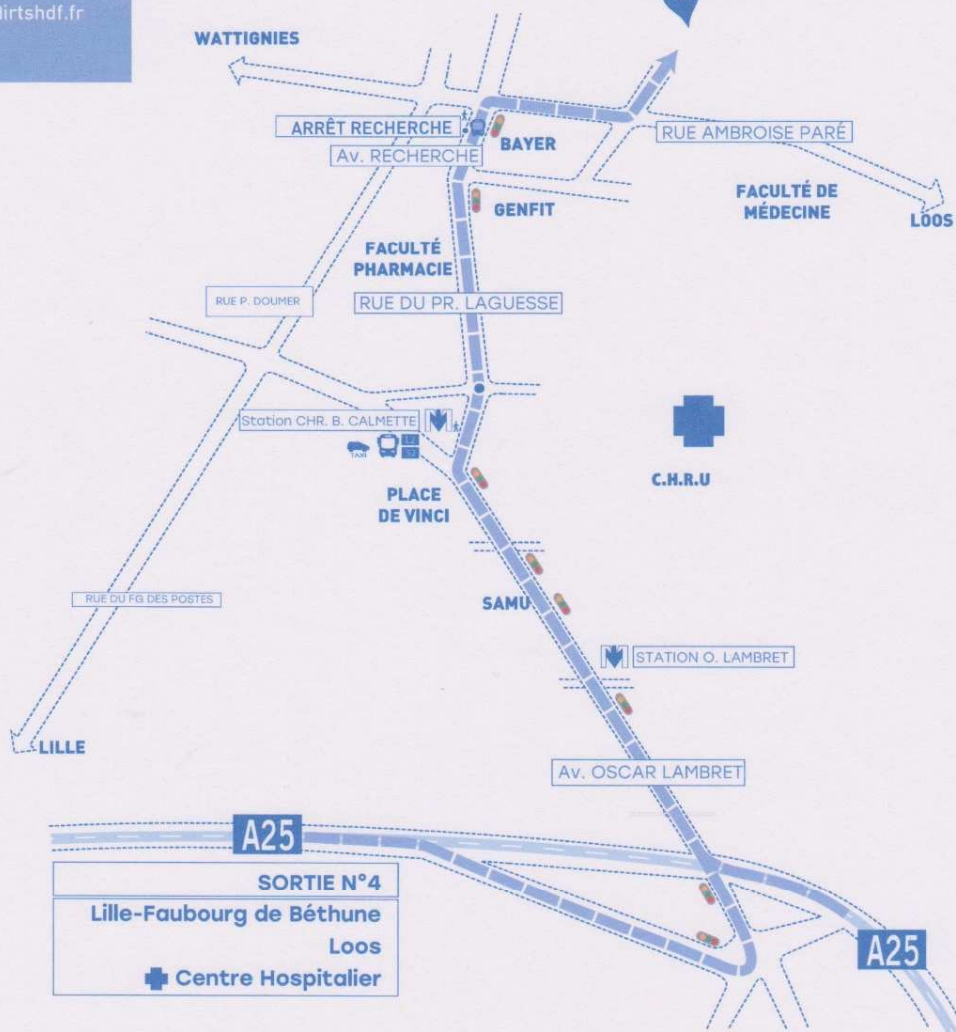 irtshdf.fr
WATTIGNIES
ARRÊT RECHERCHE
BAYER
RUE AMBROISE PARÉ
Av. RECHERCHE
GENFIT
FACULTÉ DE
MÉDECINE
LOOS
FACULTÉ
PHARMACIE
RUE P. DOUMER
RUE DU PR. LAGUESSE
Station CHR. B. CALMETTE
TAXI
C.H.R.U
PLACE
DE VINCI
RUE DU FG DES POSTES
SAMU
STATION O. LAMBRET
LILLE
Av. OSCAR LAMBRET
A25
SORTIE N°4
Lille-Faubourg de Béthune
Loos
Centre Hospitalier
A25